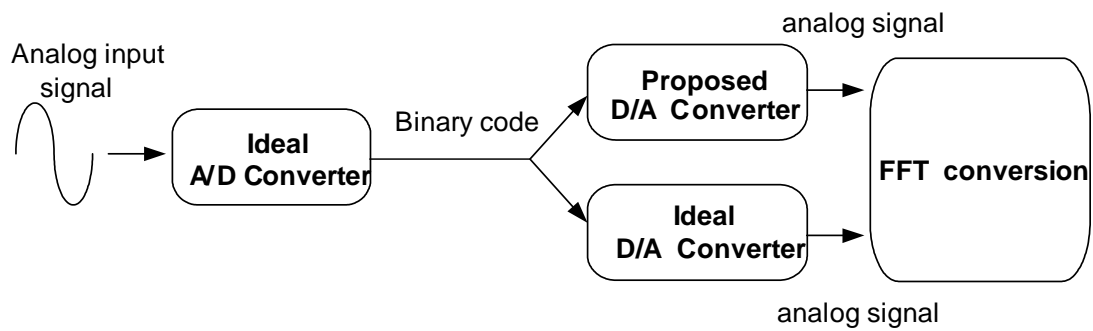 Analog input
signal
Ideal
A/D Converter
Binary code
Proposed
D/A Converter
Ideal
D/A Converter
analog signal
FFT conversion
analog signal